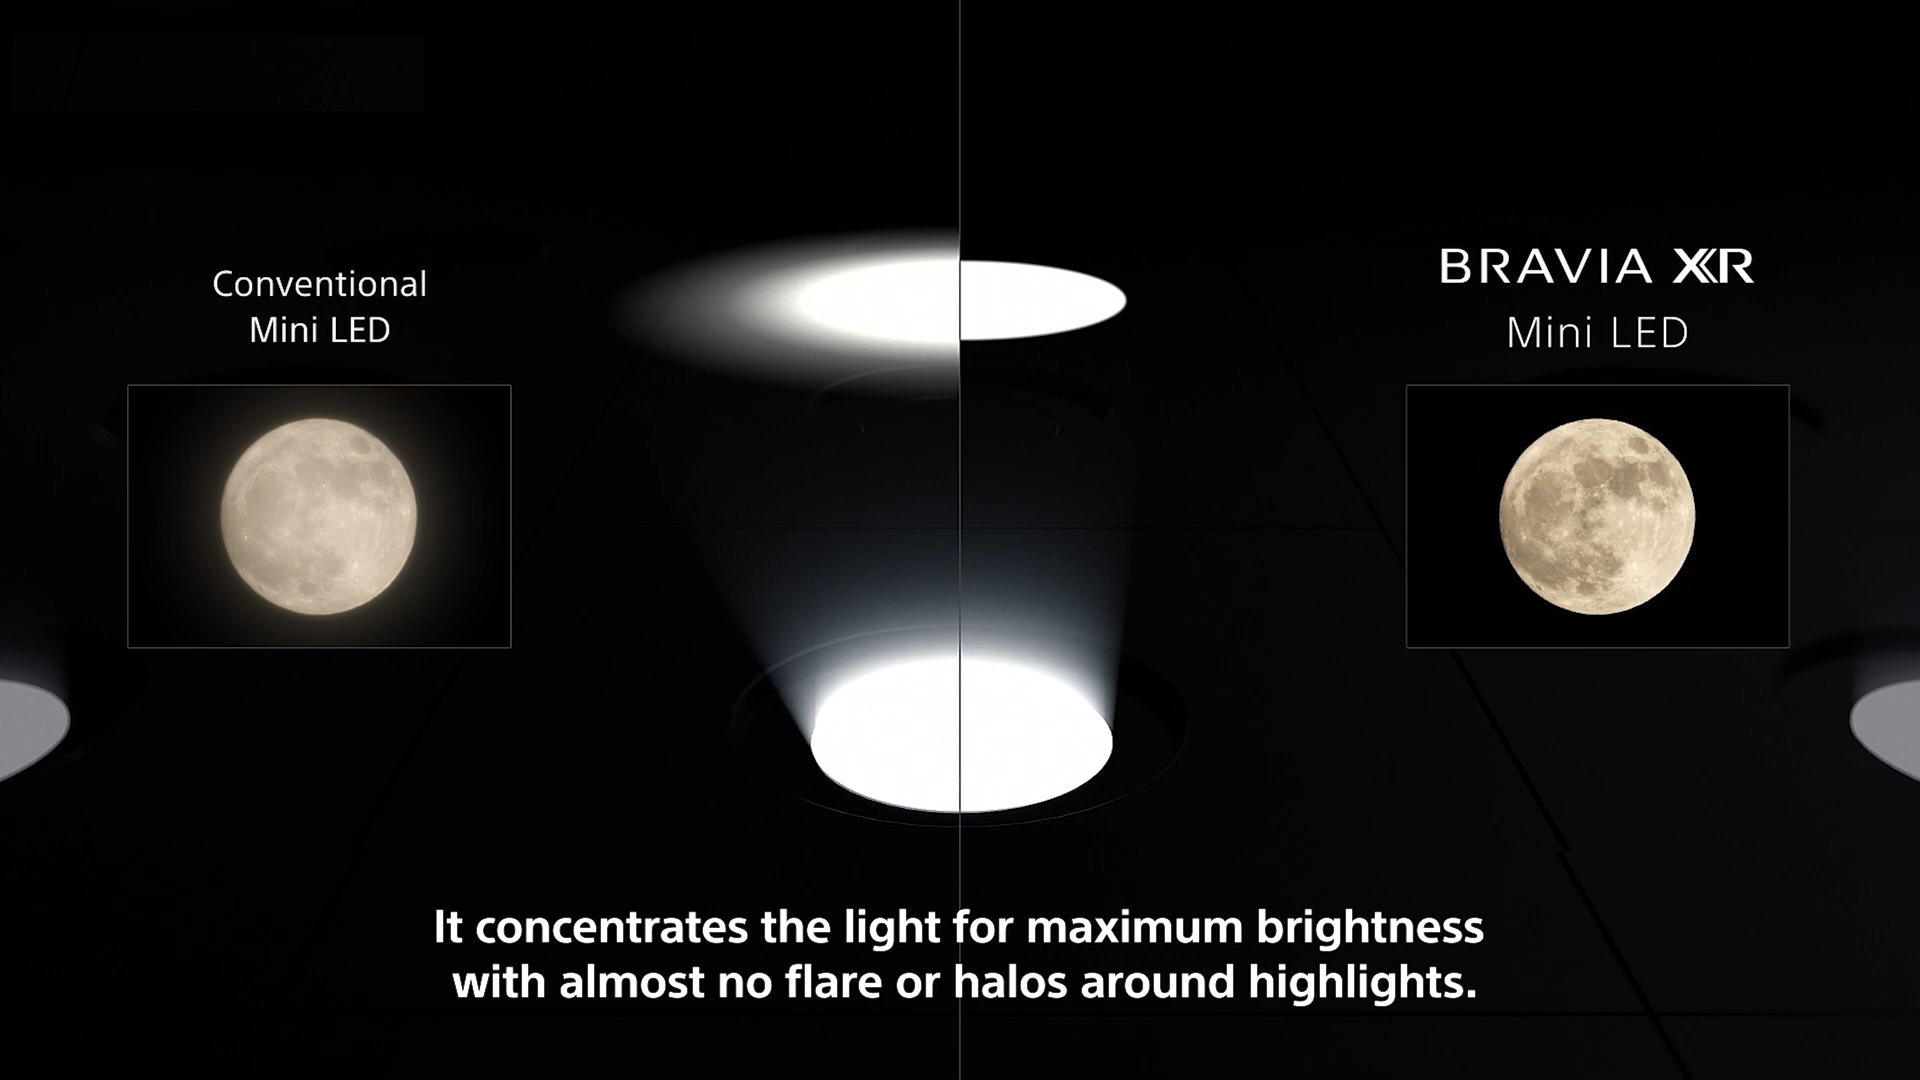 Conventional
Mini LED
BRAVIA XR
Mini LED
It concentrates the light for maximum brightness
with almost no flare or halos around highlights.